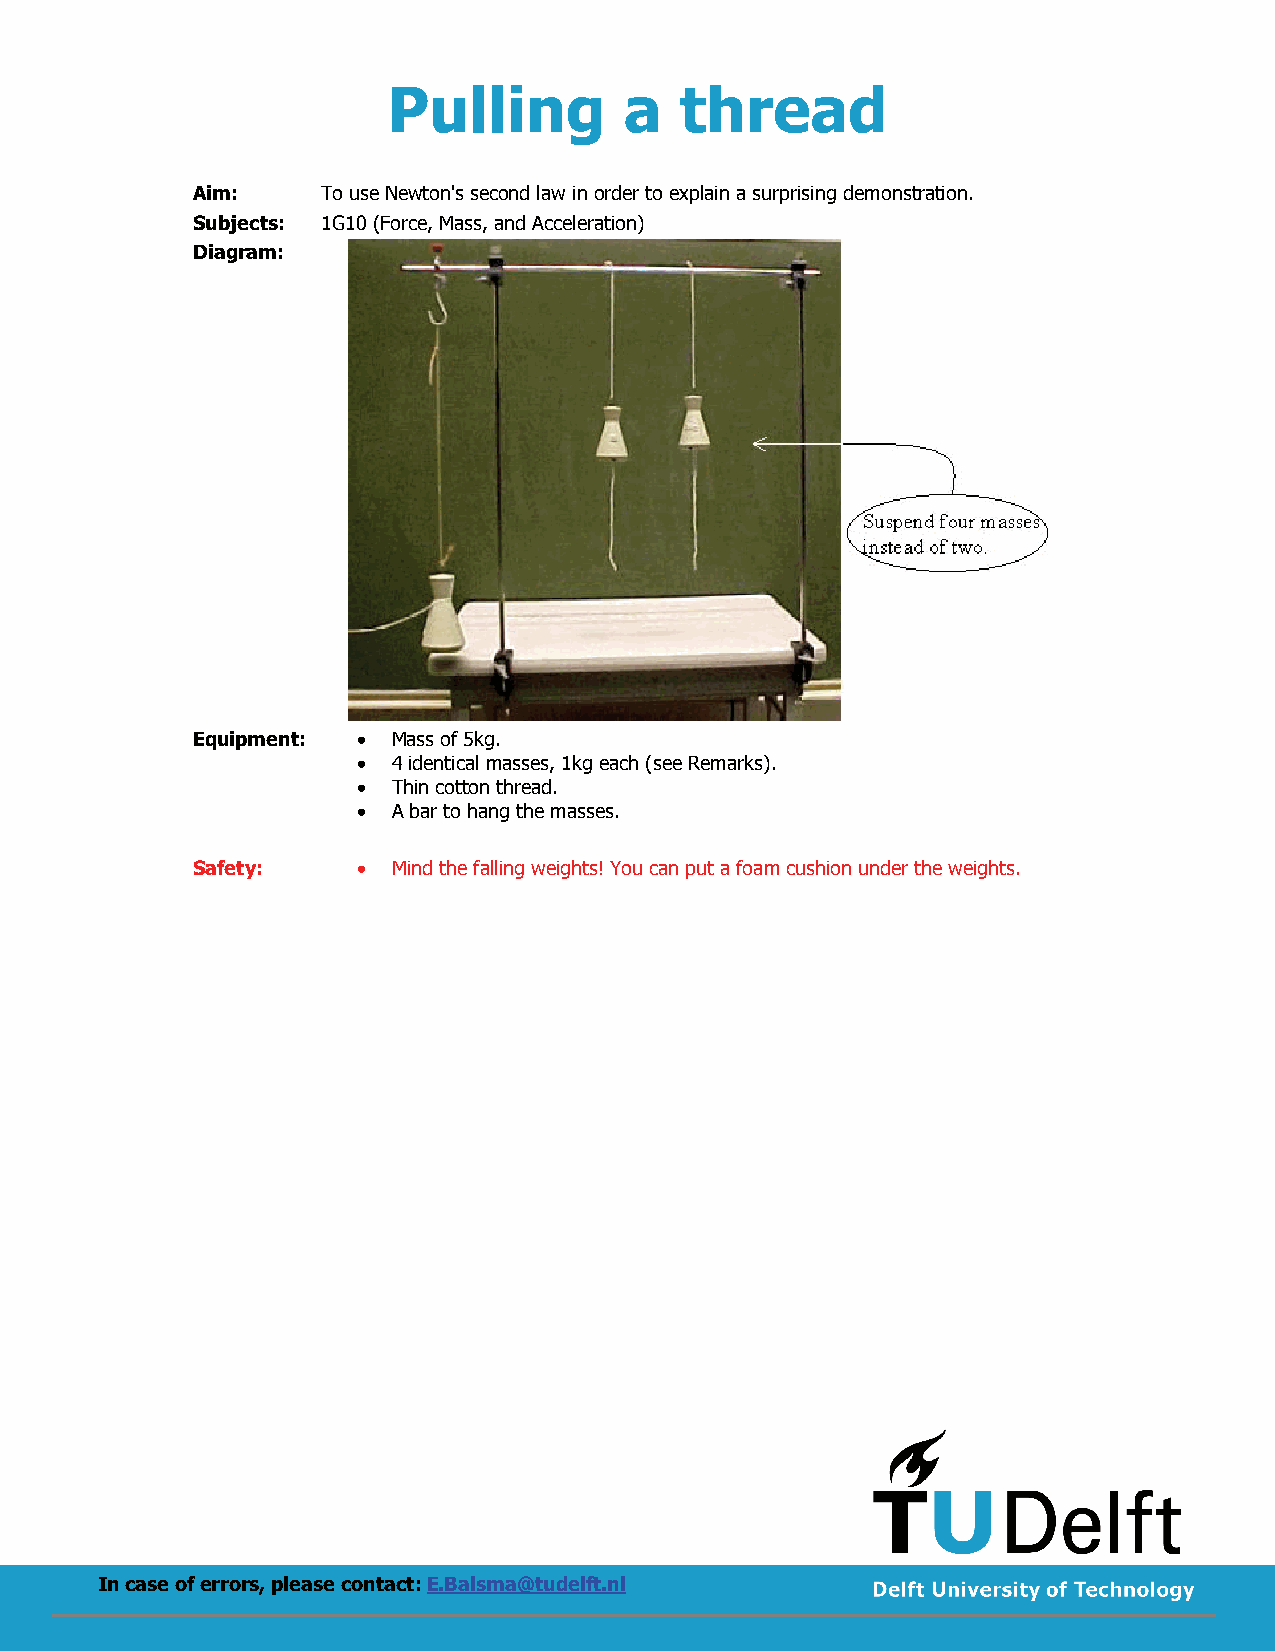 Pulling a thread
Aim: To use Newton's second law in order to explain a surprising demonstration.
Subjects: 1G10 (Force, Mass, and Acceleration)
Diagram:
Suspend four masses
instead of two.
Equipment: • Mass of 5kg.
• 4 identical masses, 1kg each (see Remarks).
• Thin cotton thread.
• A bar to hang the masses.
Safety: • Mind the falling weights! You can put a foam cushion under the weights.
TUDelft
In case of errors, please contact: E.Balsma@tudelft.nl
Delft University of Technology